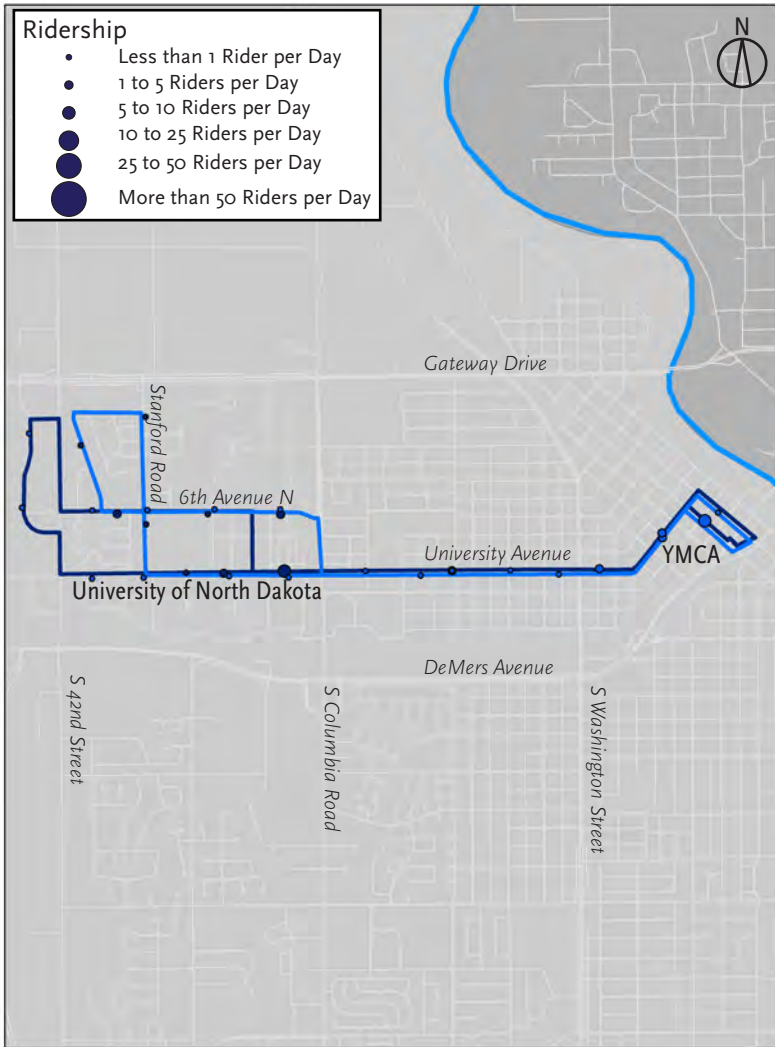 Ridership
Less than 1 Rider per Day
1 to 5 Riders per Day
5 to 10 Riders per Day
10 to 25 Riders per Day
25 to 50 Riders per Day
More than 50 Riders per Day
N
Gateway Drive
Stanford Road
6th Avenue N
University Avenue
YMCA
University of North Dakota
DeMers Avenue
S 42nd Street
S Columbia Road
S Washington Street